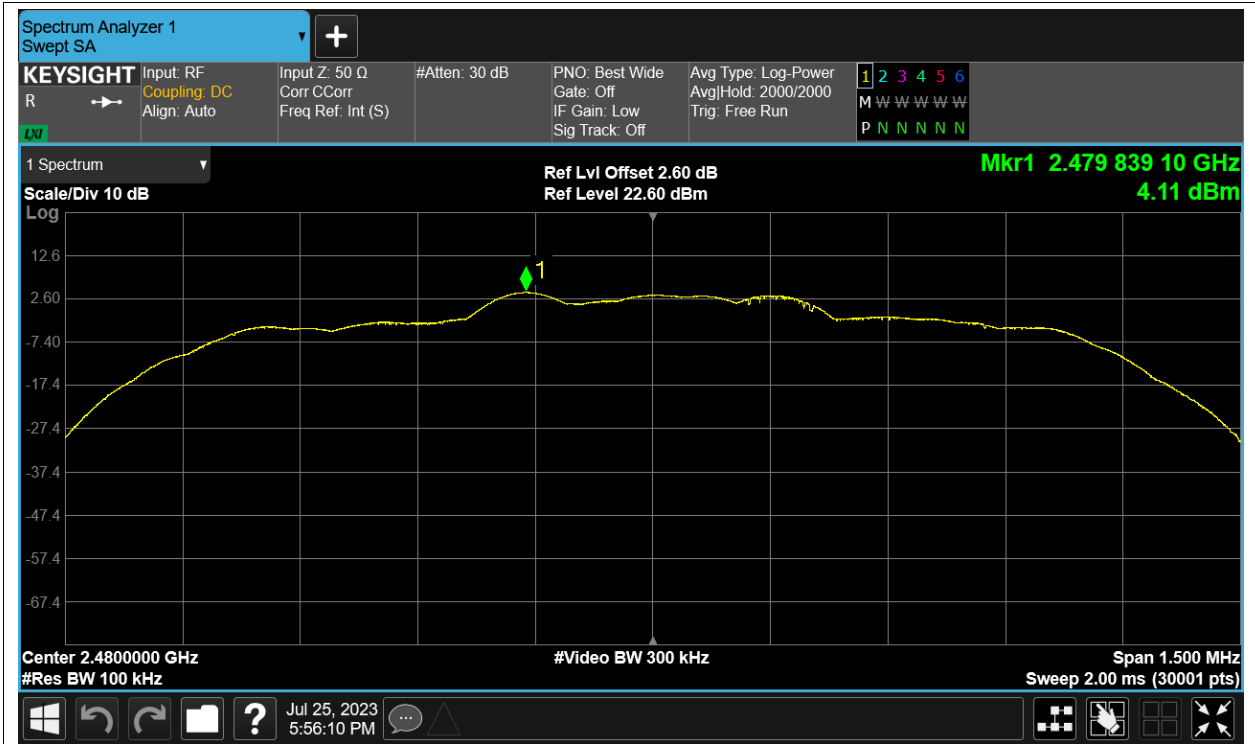 Spectrum Analyzer 1
Swept SA
+
KEYSIGHT
R
LXI
Input: RF
Coupling: DC
Align: Auto
Input Z: 50 Ω
Corr CCorr
Freq Ref: Int (S)
#Atten: 30 dB
PNO: Best Wide
Gate: Off
IF Gain: Low
Sig Track: Off
Avg Type: Log-Power
Avg|Hold: 2000/2000
Trig: Free Run
1 2 3 4 5 6
M W W W W W
P N N N N N
1 Spectrum
Scale/Div 10 dB
Log
Ref Lvl Offset 2.60 dB
Ref Level 22.60 dBm
Mkr1 2.479 839 10 GHz
4.11 dBm
1
12.6
2.60
-7.40
-17.4
-27.4
-37.4
-47.4
-57.4
-67.4
Center 2.4800000 GHz
#Video BW 300 kHz
Span 1.500 MHz
#Res BW 100 kHz
Sweep 2.00 ms (30001 pts)
?
Jul 25, 2023
5:56:10 PM